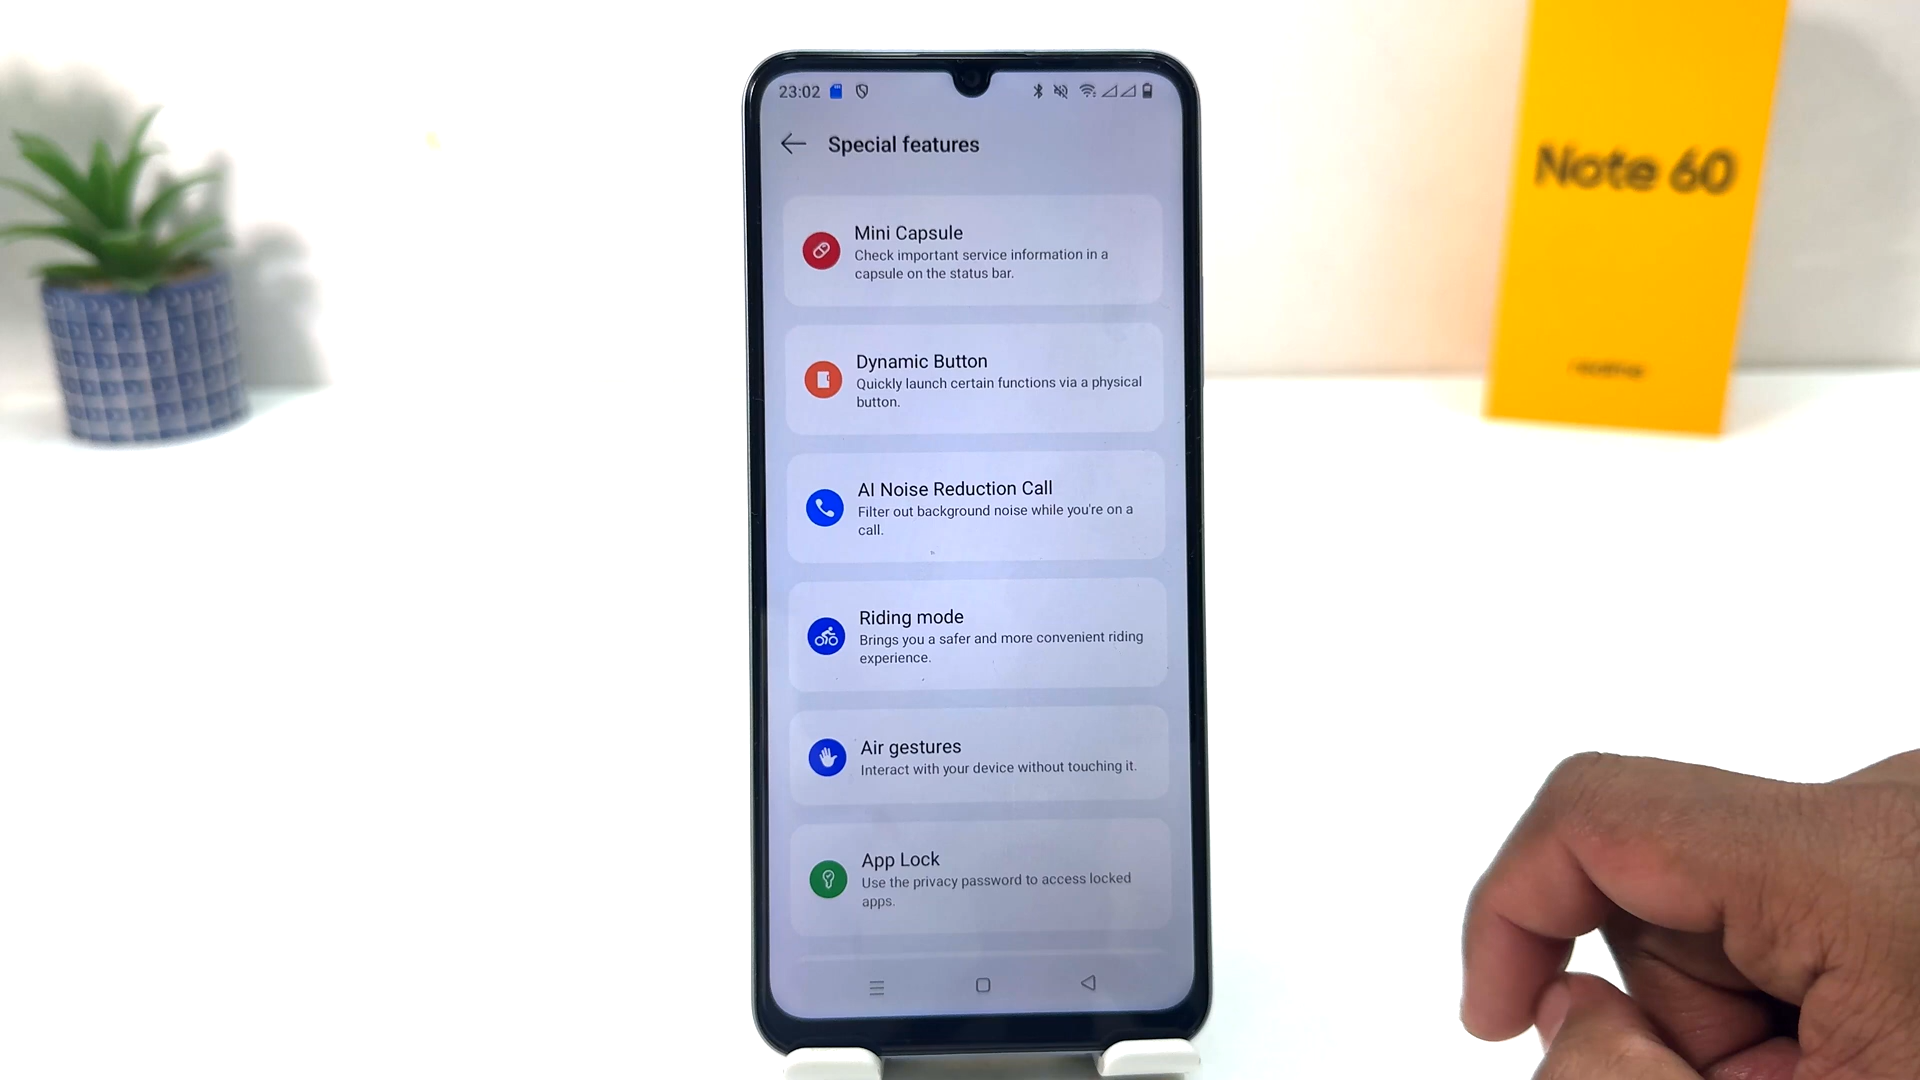 23:02
Special features
Mini Capsule
Check important service information in a
capsule on the status bar.
Dynamic Button
Quickly launch certain functions via a physical
button.
AI Noise Reduction Call
Filter out background noise while you're on a
call.
Riding mode
Brings you a safer and more convenient riding
experience.
Air gestures
Interact with your device without touching it.
App Lock
Use the privacy password to access locked
apps.
Note 60
realme